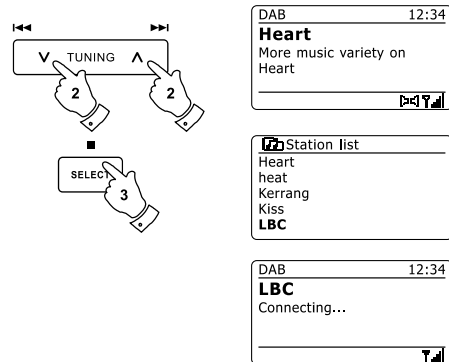 TUNING
2
2
SELECT
3
DAB 12:34
Heart
More music variety on
Heart
Station list
Heart
heat
Kerrang
Kiss
LBC
DAB 12:34
LBC
Connecting...